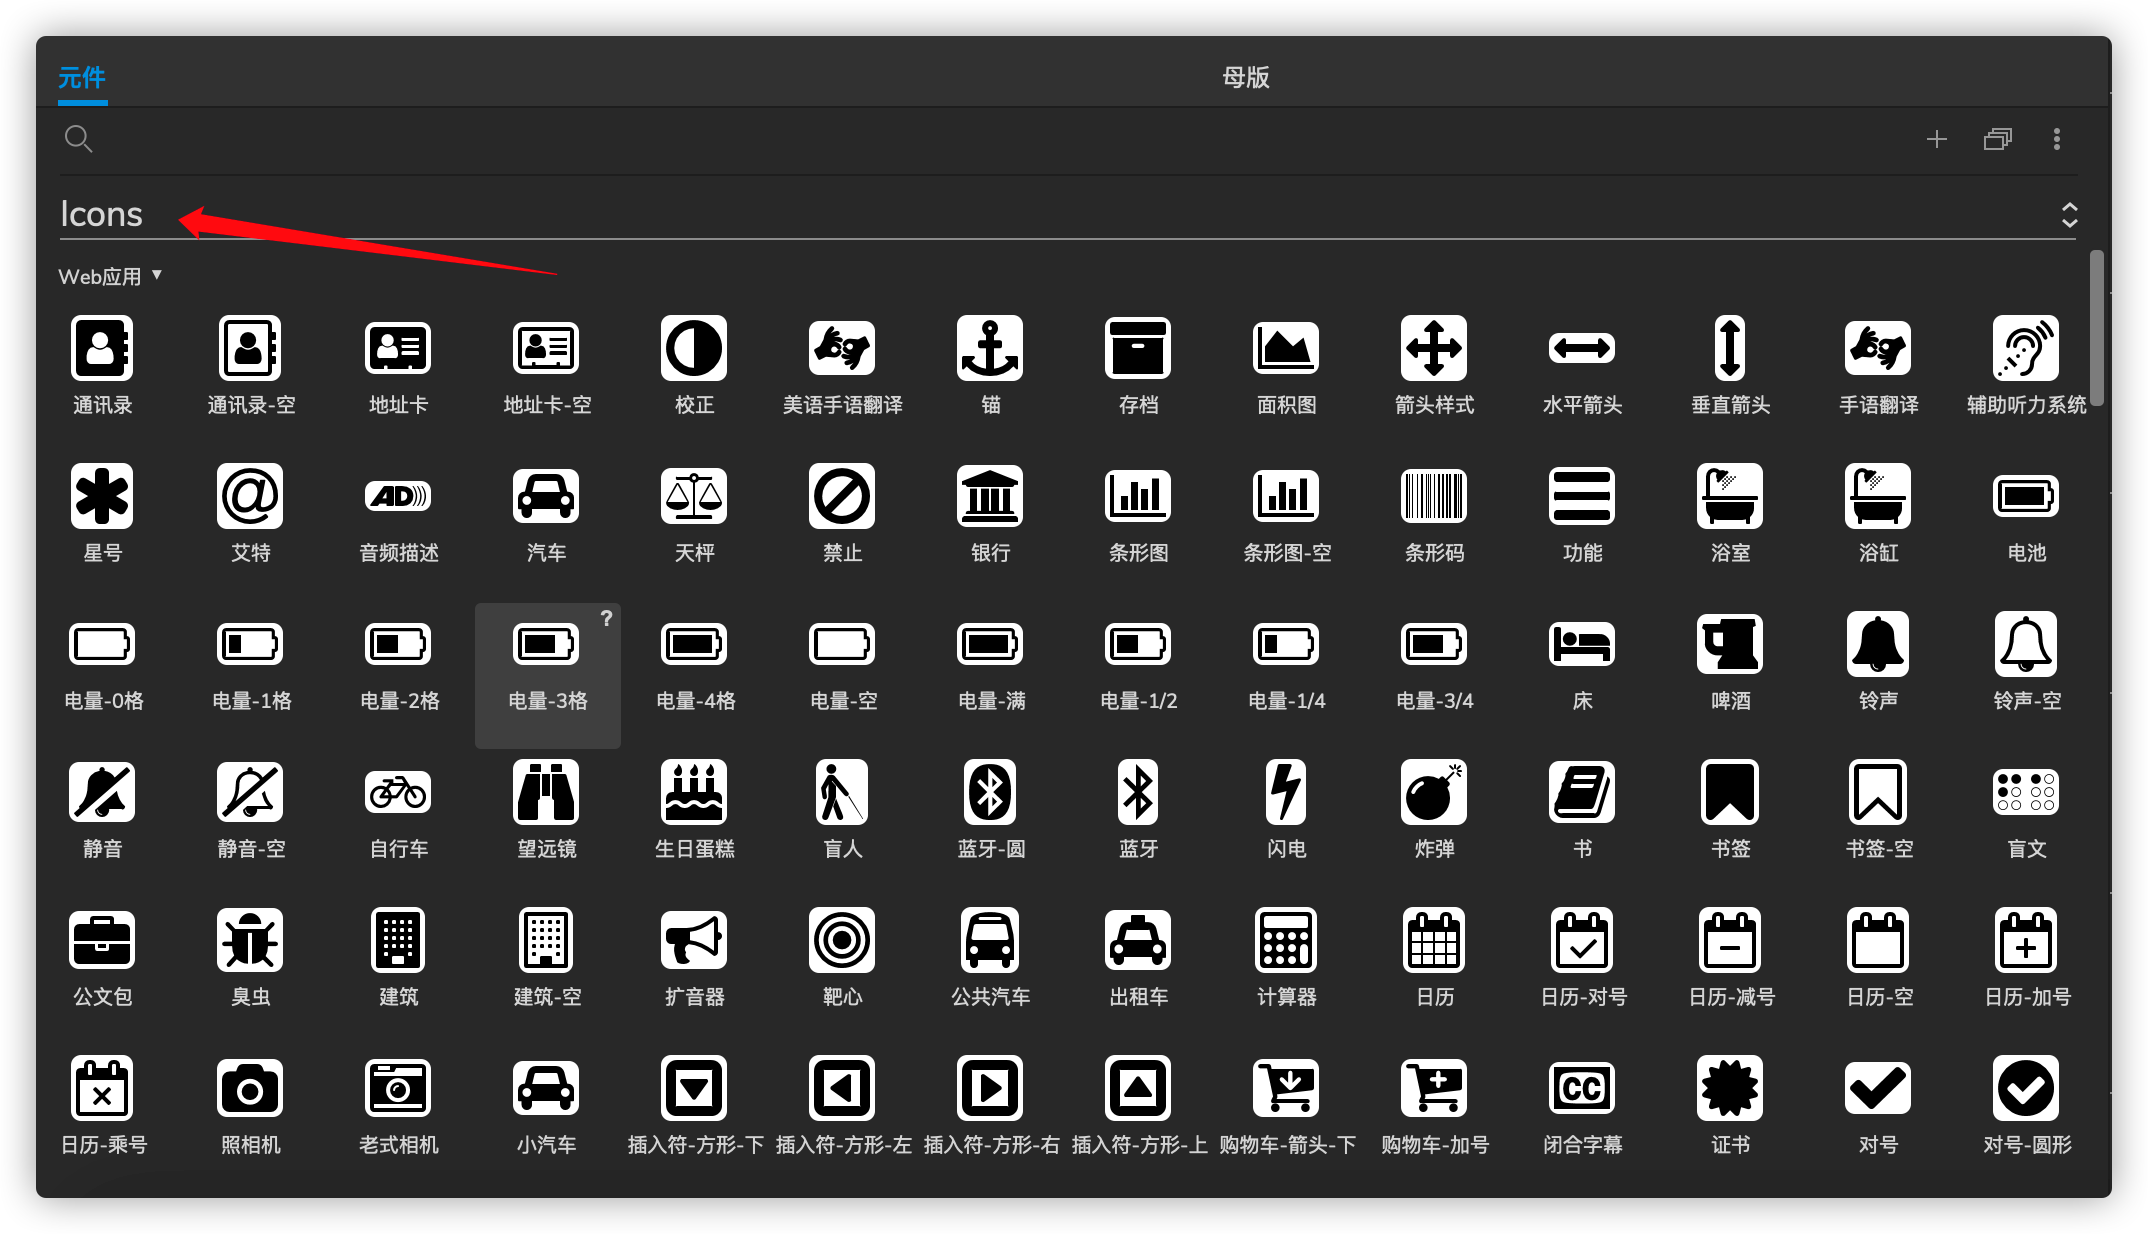 元件
母版
Icons
Web应用
通讯录 通讯录-空 地址卡 地址卡-空 校正 美语手语翻译 锚 存档 面积图 箭头样式 水平箭头 垂直箭头 手语翻译 辅助听力系统
AD
星号 艾特 音频描述 汽车 天枰 禁止 银行 条形图 条形图-空 条形码 功能 浴室 浴缸 电池
?
电量-0格 电量-1格 电量-2格 电量-3格 电量-4格 电量-空 电量-满 电量-1/2 电量-1/4 电量-3/4 床 啤酒 铃声 铃声-空
静音 静音-空 自行车 望远镜 生日蛋糕 盲人 蓝牙-圆 蓝牙 闪电 炸弹 书 书签 书签-空 盲文
公文包 臭虫 建筑 建筑-空 扩音器 靶心 公共汽车 出租车 计算器 日历 日历-对号 日历-减号 日历-空 日历-加号
CC
日历-乘号 照相机 老式相机 小汽车 插入符-方形-下 插入符-方形-左 插入符-方形-右 插入符-方形-上 购物车-箭头-下 购物车-加号 闭合字幕 证书 对号 对号-圆形